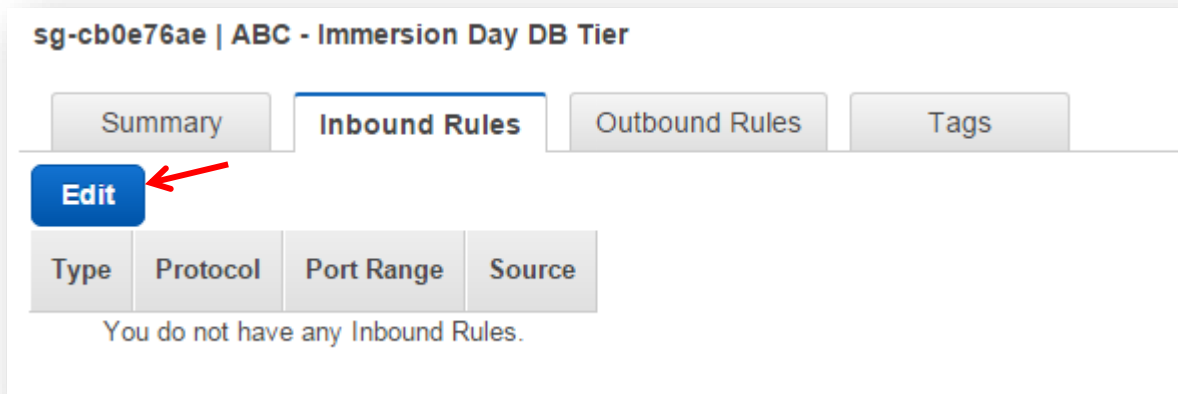 sg-cb0e76ae | ABC - Immersion Day DB Tier
Summary Inbound Rules Outbound Rules Tags
Edit
Type Protocol Port Range Source
You do not have any Inbound Rules.